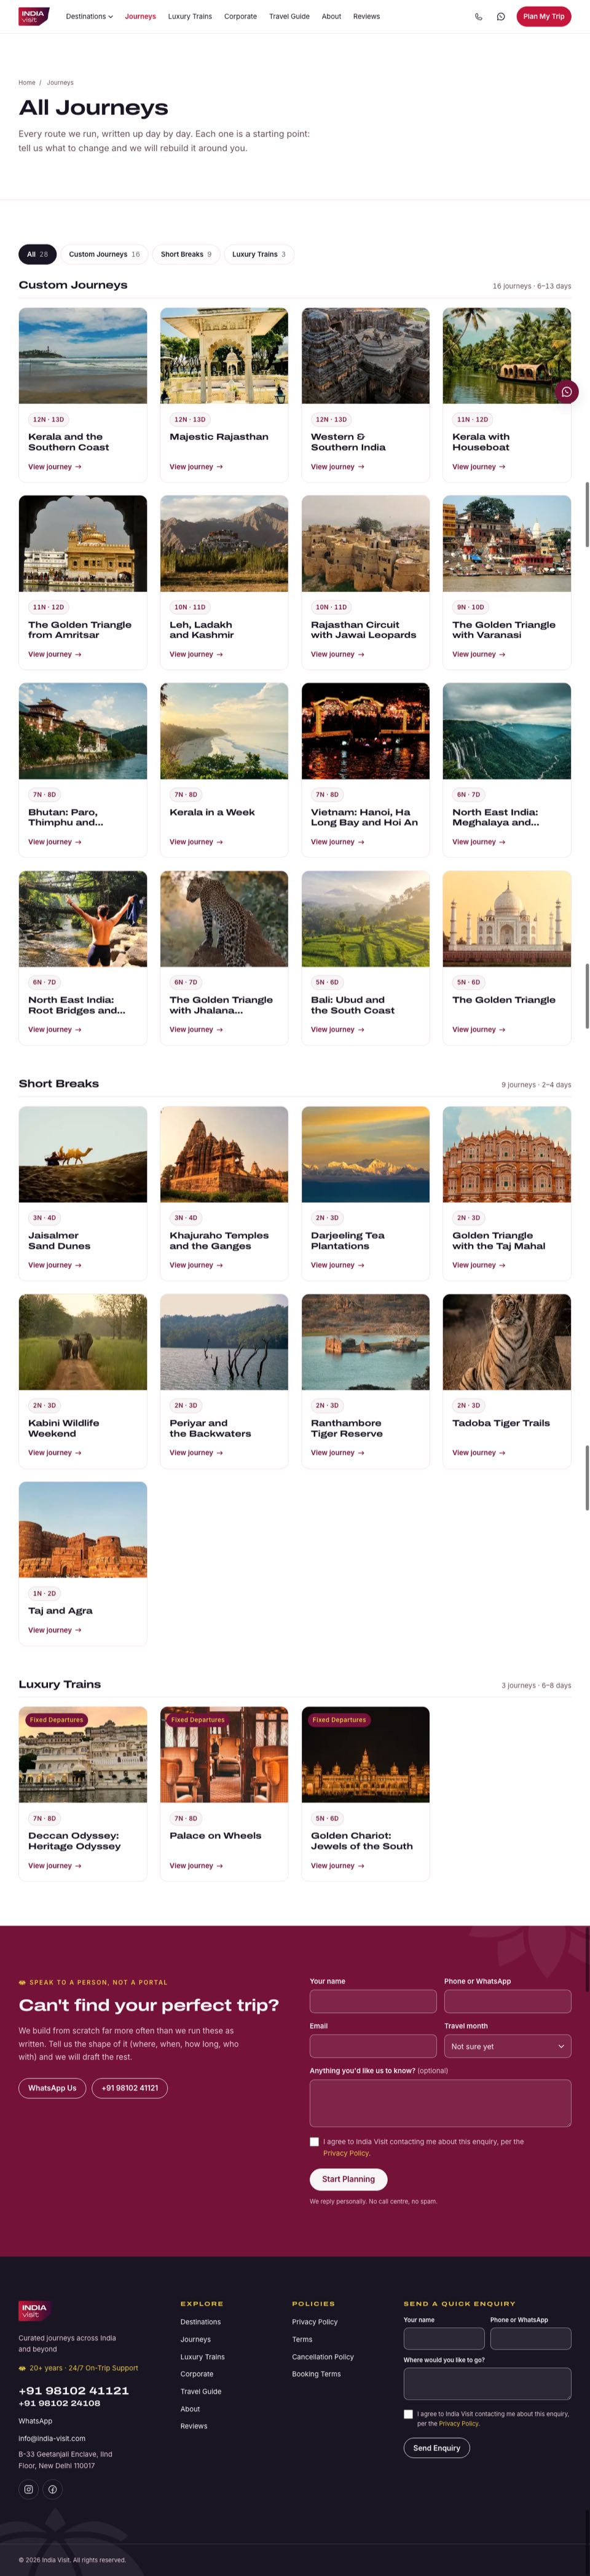 INDIA
visit
Destinations
Journeys
Luxury Trains
Corporate
Travel Guide
About
Reviews
Plan My Trip
Home / Journeys
All Journeys
Every route we run, written up day by day. Each one is a starting point:
tell us what to change and we will rebuild it around you.
All 28
Custom Journeys 16
Short Breaks 9
Luxury Trains 3
Custom Journeys
16 journeys · 6–13 days
12N · 13D
Kerala and the
Southern Coast
View journey →
12N · 13D
Majestic Rajasthan
View journey →
12N · 13D
Western &
Southern India
View journey →
11N · 12D
Kerala with
Houseboat
View journey →
11N · 12D
The Golden Triangle
from Amritsar
View journey →
10N · 11D
Leh, Ladakh
and Kashmir
View journey →
10N · 11D
Rajasthan Circuit
with Jawai Leopards
View journey →
9N · 10D
The Golden Triangle
with Varanasi
View journey →
7N · 8D
Bhutan: Paro,
Thimphu and...
View journey →
7N · 8D
Kerala in a Week
View journey →
7N · 8D
Vietnam: Hanoi, Ha
Long Bay and Hoi An
View journey →
6N · 7D
North East India:
Meghalaya and...
View journey →
6N · 7D
North East India:
Root Bridges and...
View journey →
6N · 7D
The Golden Triangle
with Jhalana...
View journey →
5N · 6D
Bali: Ubud and
the South Coast
View journey →
5N · 6D
The Golden Triangle
View journey →
Short Breaks
9 journeys · 2–4 days
3N · 4D
Jaisalmer
Sand Dunes
View journey →
3N · 4D
Khajuraho Temples
and the Ganges
View journey →
2N · 3D
Darjeeling Tea
Plantations
View journey →
2N · 3D
Golden Triangle
with the Taj Mahal
View journey →
2N · 3D
Kabini Wildlife
Weekend
View journey →
2N · 3D
Periyar and
the Backwaters
View journey →
2N · 3D
Ranthambore
Tiger Reserve
View journey →
2N · 3D
Tadoba Tiger Trails
View journey →
1N · 2D
Taj and Agra
View journey →
Luxury Trains
3 journeys · 6–8 days
Fixed Departures
7N · 8D
Deccan Odyssey:
Heritage Odyssey
View journey →
Fixed Departures
7N · 8D
Palace on Wheels
View journey →
Fixed Departures
5N · 6D
Golden Chariot:
Jewels of the South
View journey →
SPEAK TO A PERSON, NOT A PORTAL
Can't find your perfect trip?
We build from scratch far more often than we run these as
written. Tell us the shape of it (where, when, how long, who
with) and we will draft the rest.
WhatsApp Us
+91 98102 41121
Your name
Phone or WhatsApp
Email
Travel month
Not sure yet
Anything you'd like us to know? (optional)
I agree to India Visit contacting me about this enquiry, per the
Privacy Policy.
Start Planning
We reply personally. No call centre, no spam.
INDIA
visit
Curated journeys across India
and beyond
20+ years · 24/7 On-Trip Support
+91 98102 41121
+91 98102 24108
WhatsApp
info@india-visit.com
B-33 Geetanjali Enclave, IInd
Floor, New Delhi 110017
EXPLORE
Destinations
Journeys
Luxury Trains
Corporate
Travel Guide
About
Reviews
POLICIES
Privacy Policy
Terms
Cancellation Policy
Booking Terms
SEND A QUICK ENQUIRY
Your name
Phone or WhatsApp
Where would you like to go?
I agree to India Visit contacting me about this enquiry,
per the Privacy Policy.
Send Enquiry
© 2026 India Visit. All rights reserved.